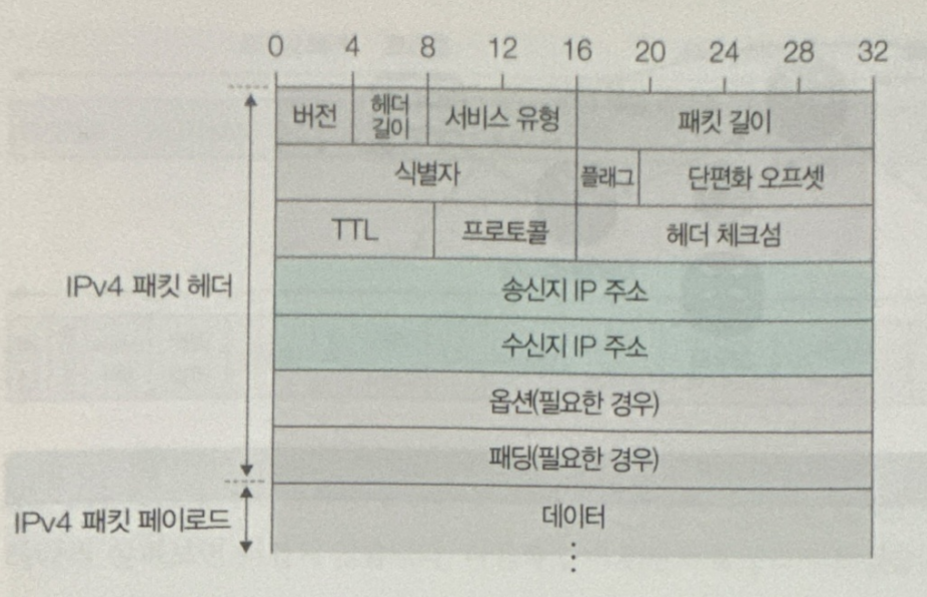 0 4 8 12 16 20 24 28 32
버전 헤더 길이 서비스 유형 패킷 길이
식별자 플래그 단편화 오프셋
TTL 프로토콜 헤더 체크섬
IPv4 패킷 헤더
송신지 IP 주소
수신지 IP 주소
옵션(필요한 경우)
패딩(필요한 경우)
IPv4 패킷 페이로드
데이터